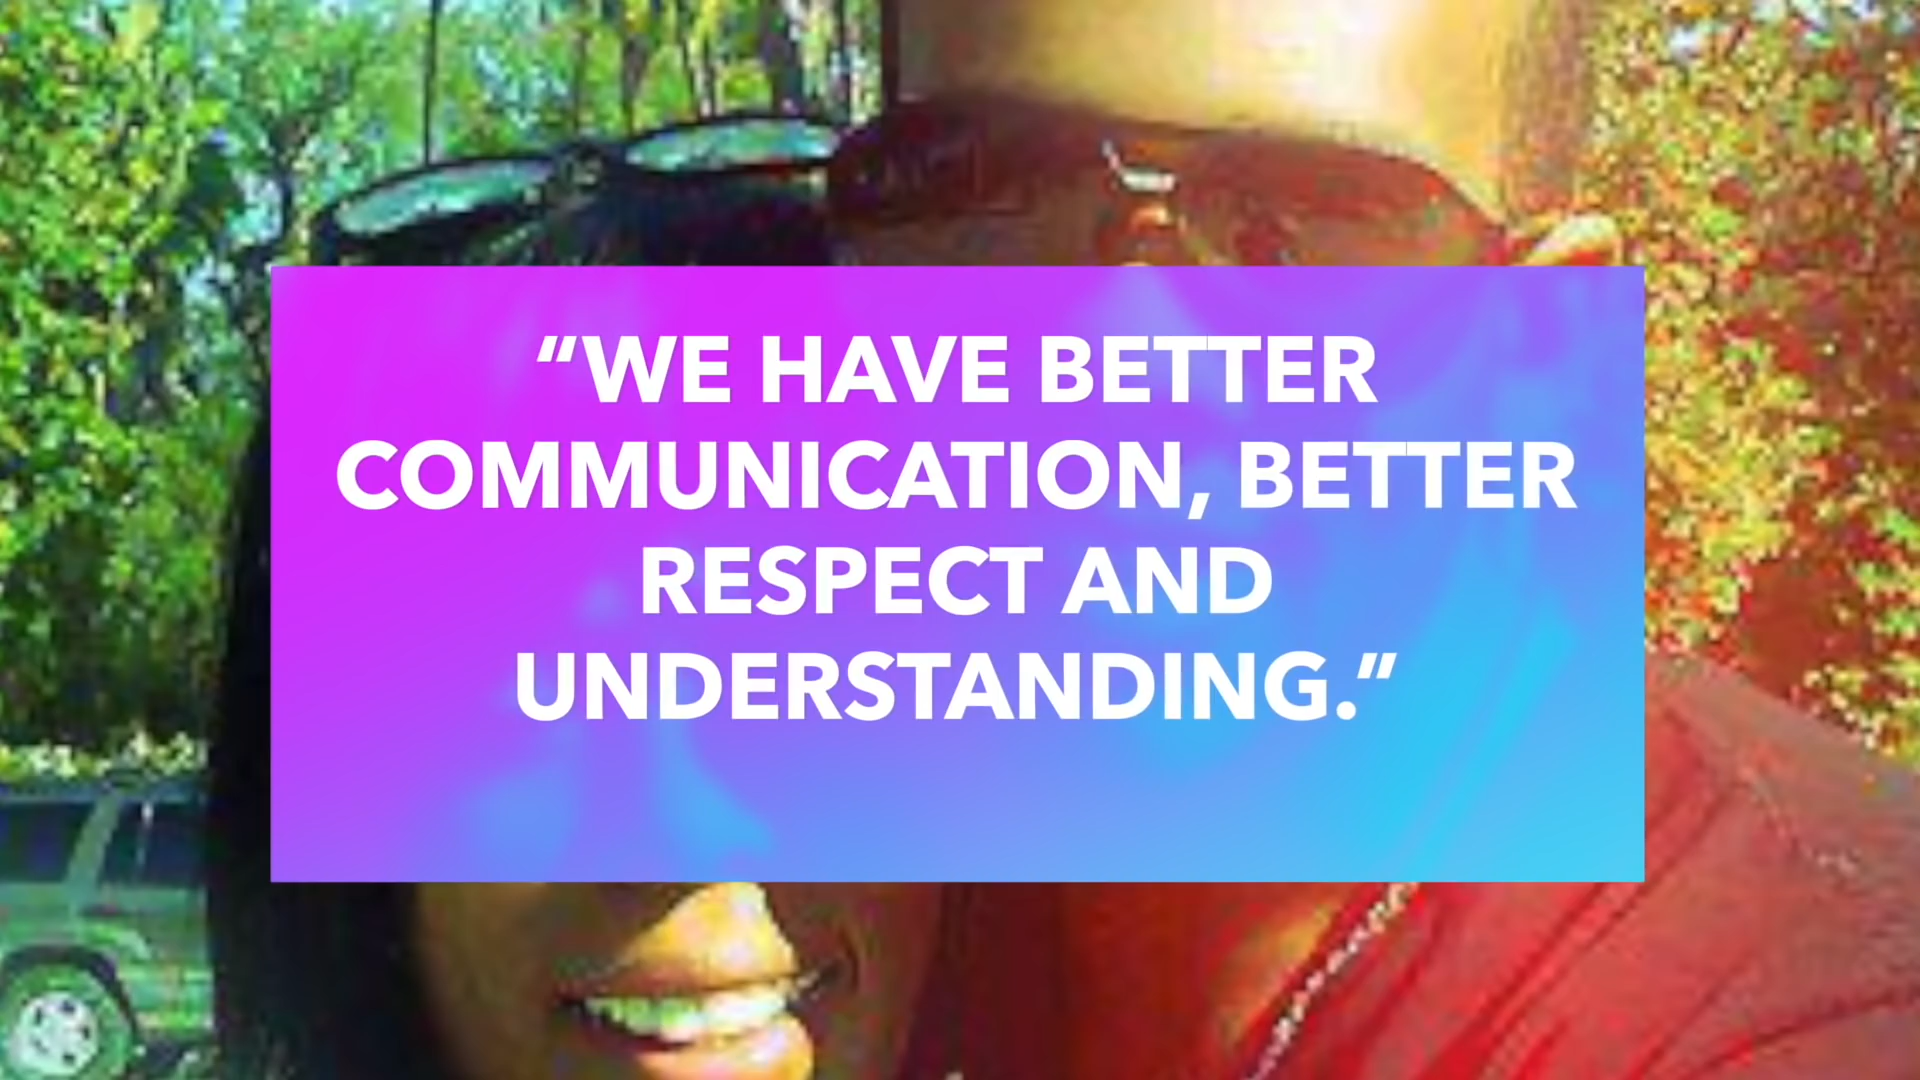 “WE HAVE BETTER
COMMUNICATION, BETTER
RESPECT AND
UNDERSTANDING.”